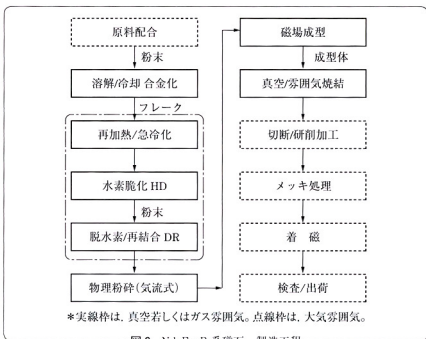 原料配合
粉末
溶解/冷却 合金化
フレーク
再加熱/急冷化
水素脆化 HD
粉末
脱水素/再結合 DR
物理粉砕(気流式)
磁場成型
成型体
真空/雰囲気焼結
切断/研削加工
メッキ処理
着 磁
検査/出荷
*実線枠は,真空若しくはガス雰囲気。点線枠は,大気雰囲気。